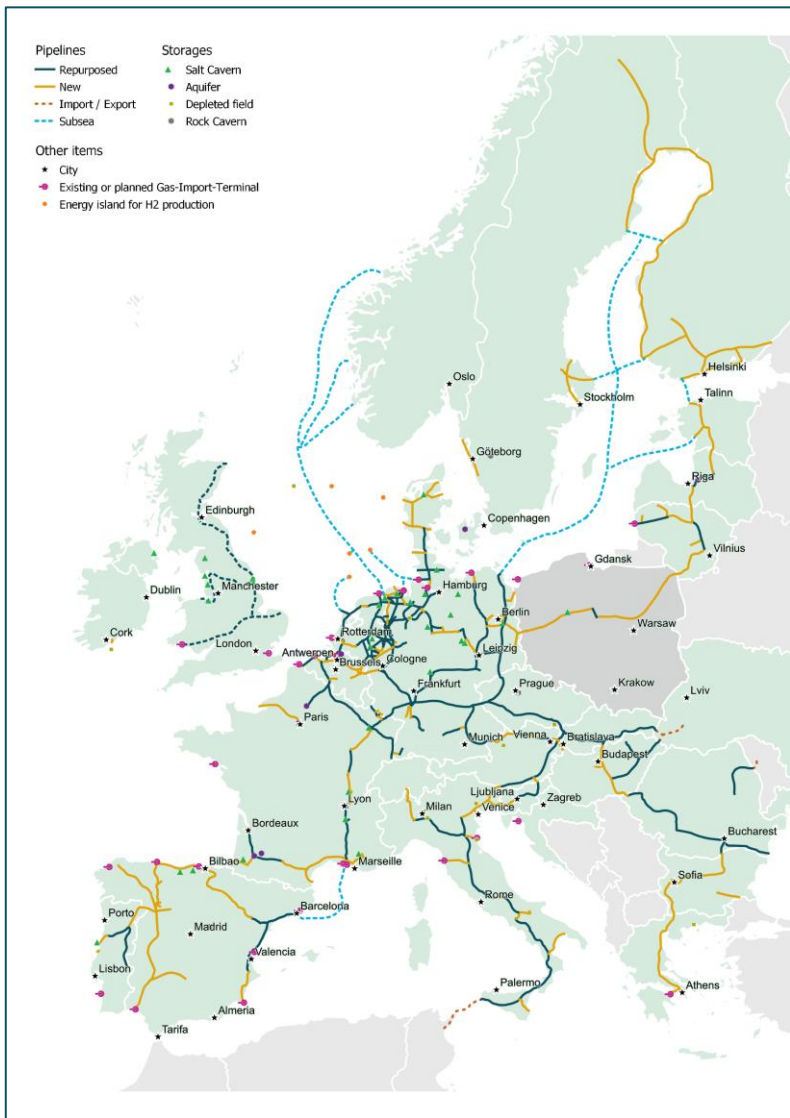 Pipelines
Repurposed
New
Import / Export
Subsea
Storages
Salt Cavern
Aquifer
Depleted field
Rock Cavern
Other items
City
Existing or planned Gas-Import-Terminal
Energy island for H2 production
Oslo
Helsinki
Talinn
Stockholm
Göteborg
Riga
Edinburgh
Copenhagen
Vilnius
Gdansk
Dublin
Manchester
Hamburg
Berlin
Warsaw
Cork
London
Rotterdam
Antwerpen
Brussels
Cologne
Leipzig
Frankfurt
Prague
Krakow
Lviv
Paris
Munich
Vienna
Bratislava
Budapest
Ljubljana
Zagreb
Lyon
Milan
Venice
Bordeaux
Bucharest
Bilbao
Marseille
Sofia
Porto
Barcelona
Rome
Madrid
Valencia
Lisbon
Palermo
Athens
Almeria
Tarifa